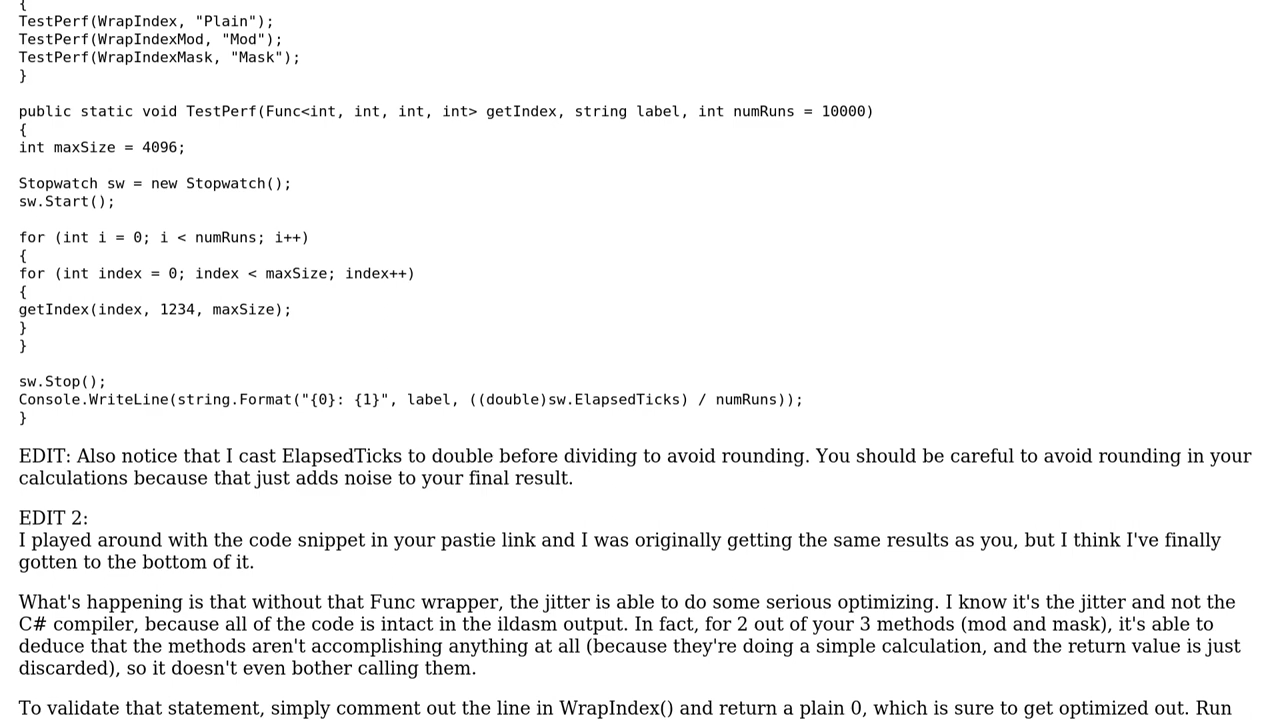 {
TestPerf(WrapIndex, "Plain");
TestPerf(WrapIndexMod, "Mod");
TestPerf(WrapIndexMask, "Mask");
}
public static void TestPerf(Func<int, int, int, int> getIndex, string label, int numRuns = 10000)
{
int maxSize = 4096;
Stopwatch sw = new Stopwatch();
sw.Start();
for (int i = 0; i < numRuns; i++)
{
for (int index = 0; index < maxSize; index++)
{
getIndex(index, 1234, maxSize);
}
}
sw.Stop();
Console.WriteLine(string.Format("{0}: {1}", label, ((double)sw.ElapsedTicks) / numRuns));
}
EDIT: Also notice that I cast ElapsedTicks to double before dividing to avoid rounding. You should be careful to avoid rounding in your
calculations because that just adds noise to your final result.
EDIT 2:
I played around with the code snippet in your pastie link and I was originally getting the same results as you, but I think I've finally
gotten to the bottom of it.
What's happening is that without that Func wrapper, the jitter is able to do some serious optimizing. I know it's the jitter and not the
C# compiler, because all of the code is intact in the ildasm output. In fact, for 2 out of your 3 methods (mod and mask), it's able to
deduce that the methods aren't accomplishing anything at all (because they're doing a simple calculation, and the return value is just
discarded), so it doesn't even bother calling them.
To validate that statement, simply comment out the line in WrapIndex() and return a plain 0, which is sure to get optimized out. Run